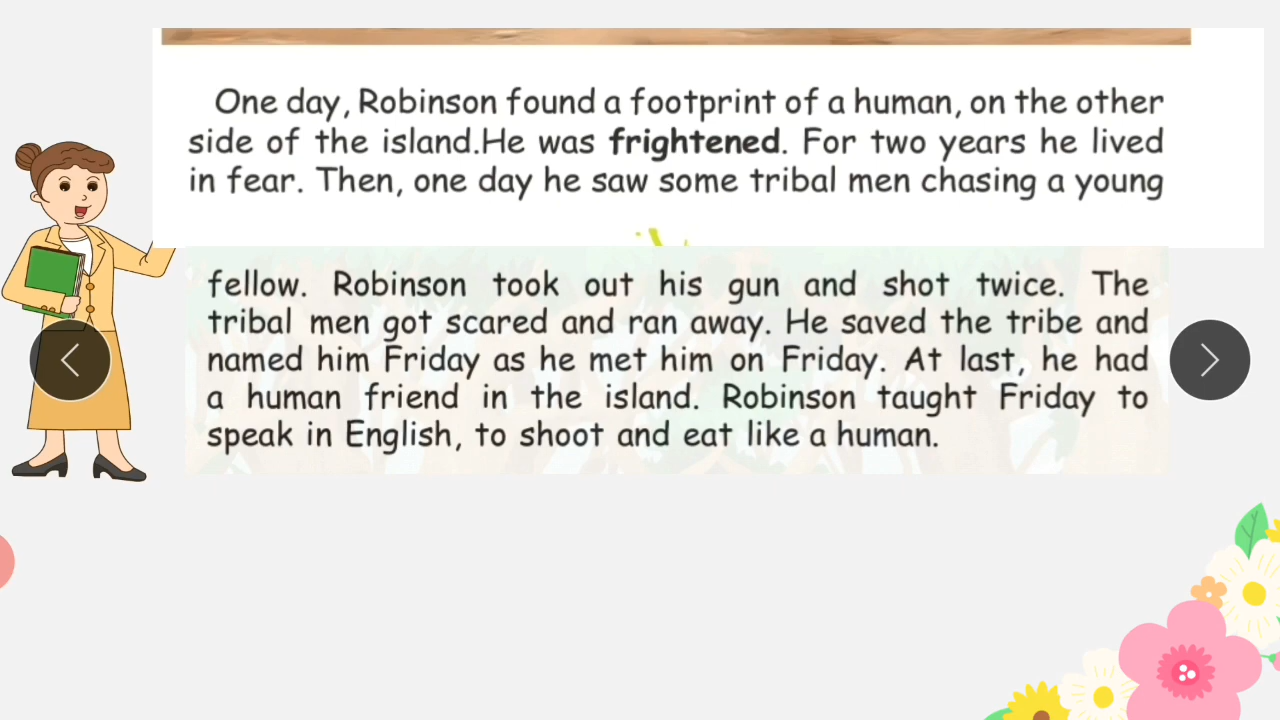 One day, Robinson found a footprint of a human, on the other
side of the island.He was frightened. For two years he lived
in fear. Then, one day he saw some tribal men chasing a young
fellow. Robinson took out his gun and shot twice. The
tribal men got scared and ran away. He saved the tribe and
named him Friday as he met him on Friday. At last, he had
a human friend in the island. Robinson taught Friday to
speak in English, to shoot and eat like a human.